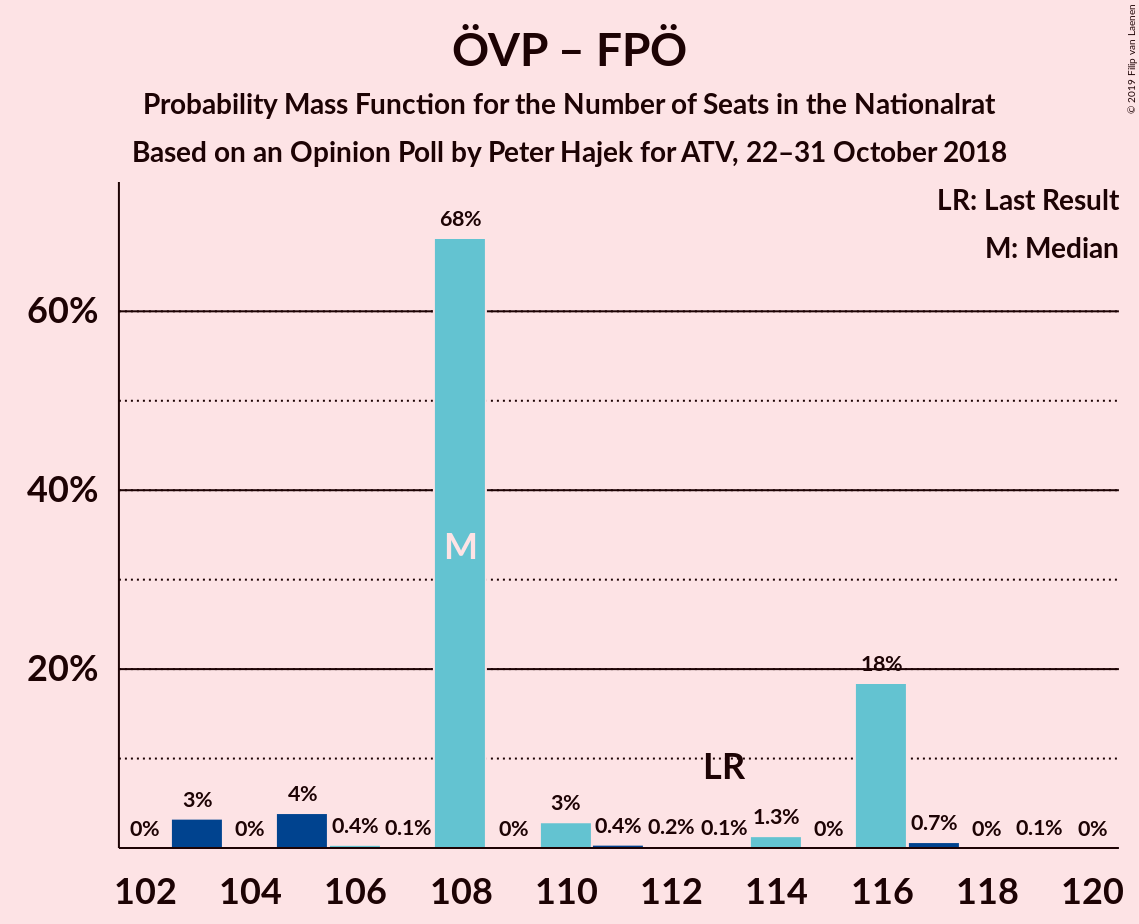 ÖVP – FPÖ
Probability Mass Function for the Number of Seats in the Nationalrat
Based on an Opinion Poll by Peter Hajek for ATV, 22–31 October 2018
© 2019 Filip van Laenen
LR: Last Result
M: Median
60%
40%
20%
0%
3%
0%
4%
0.4%
0.1%
68%
M
0%
3%
0.4%
0.2%
0.1%
LR
1.3%
0%
18%
0.7%
0%
0.1%
0%
102 104 106 108 110 112 114 116 118 120